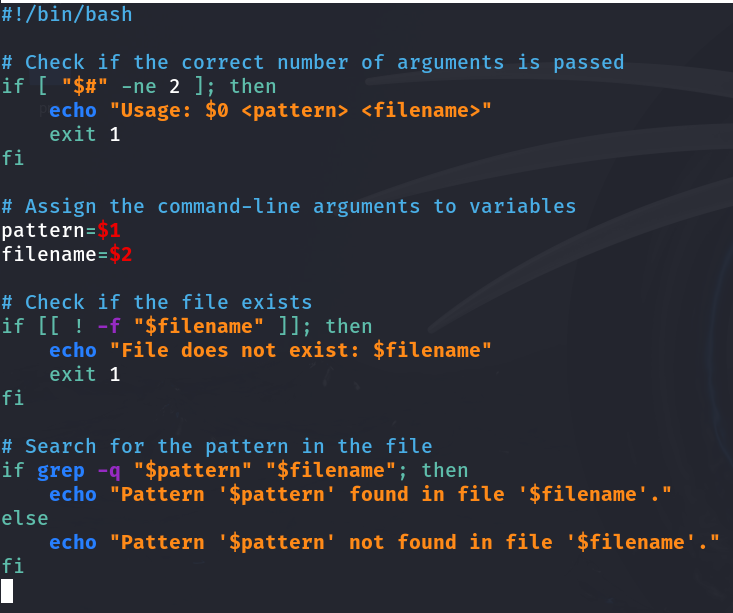 #!/bin/bash

# Check if the correct number of arguments is passed
if [ "$#" -ne 2 ]; then
    echo "Usage: $0 <pattern> <filename>"
    exit 1
fi

# Assign the command-line arguments to variables
pattern=$1
filename=$2

# Check if the file exists
if [[ ! -f "$filename" ]]; then
    echo "File does not exist: $filename"
    exit 1
fi

# Search for the pattern in the file
if grep -q "$pattern" "$filename"; then
    echo "Pattern '$pattern' found in file '$filename'."
else
    echo "Pattern '$pattern' not found in file '$filename'."
fi